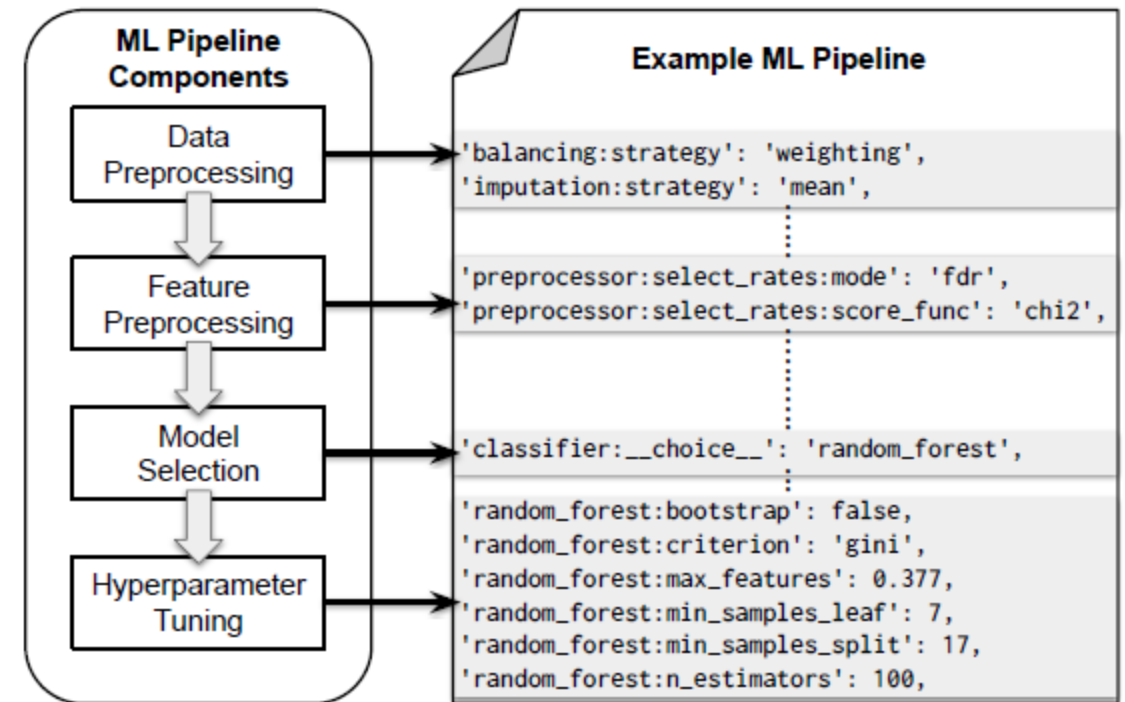 ML Pipeline
Components
Data
Preprocessing
Feature
Preprocessing
Model
Selection
Hyperparameter
Tuning
Example ML Pipeline
'balancing:strategy': 'weighting',
'imputation:strategy': 'mean',
'preprocessor:select_rates:mode': 'fdr',
'preprocessor:select_rates:score_func': 'chi2',
'classifier:__choice__': 'random_forest',
'random_forest:bootstrap': false,
'random_forest:criterion': 'gini',
'random_forest:max_features': 0.377,
'random_forest:min_samples_leaf': 7,
'random_forest:min_samples_split': 17,
'random_forest:n_estimators': 100,